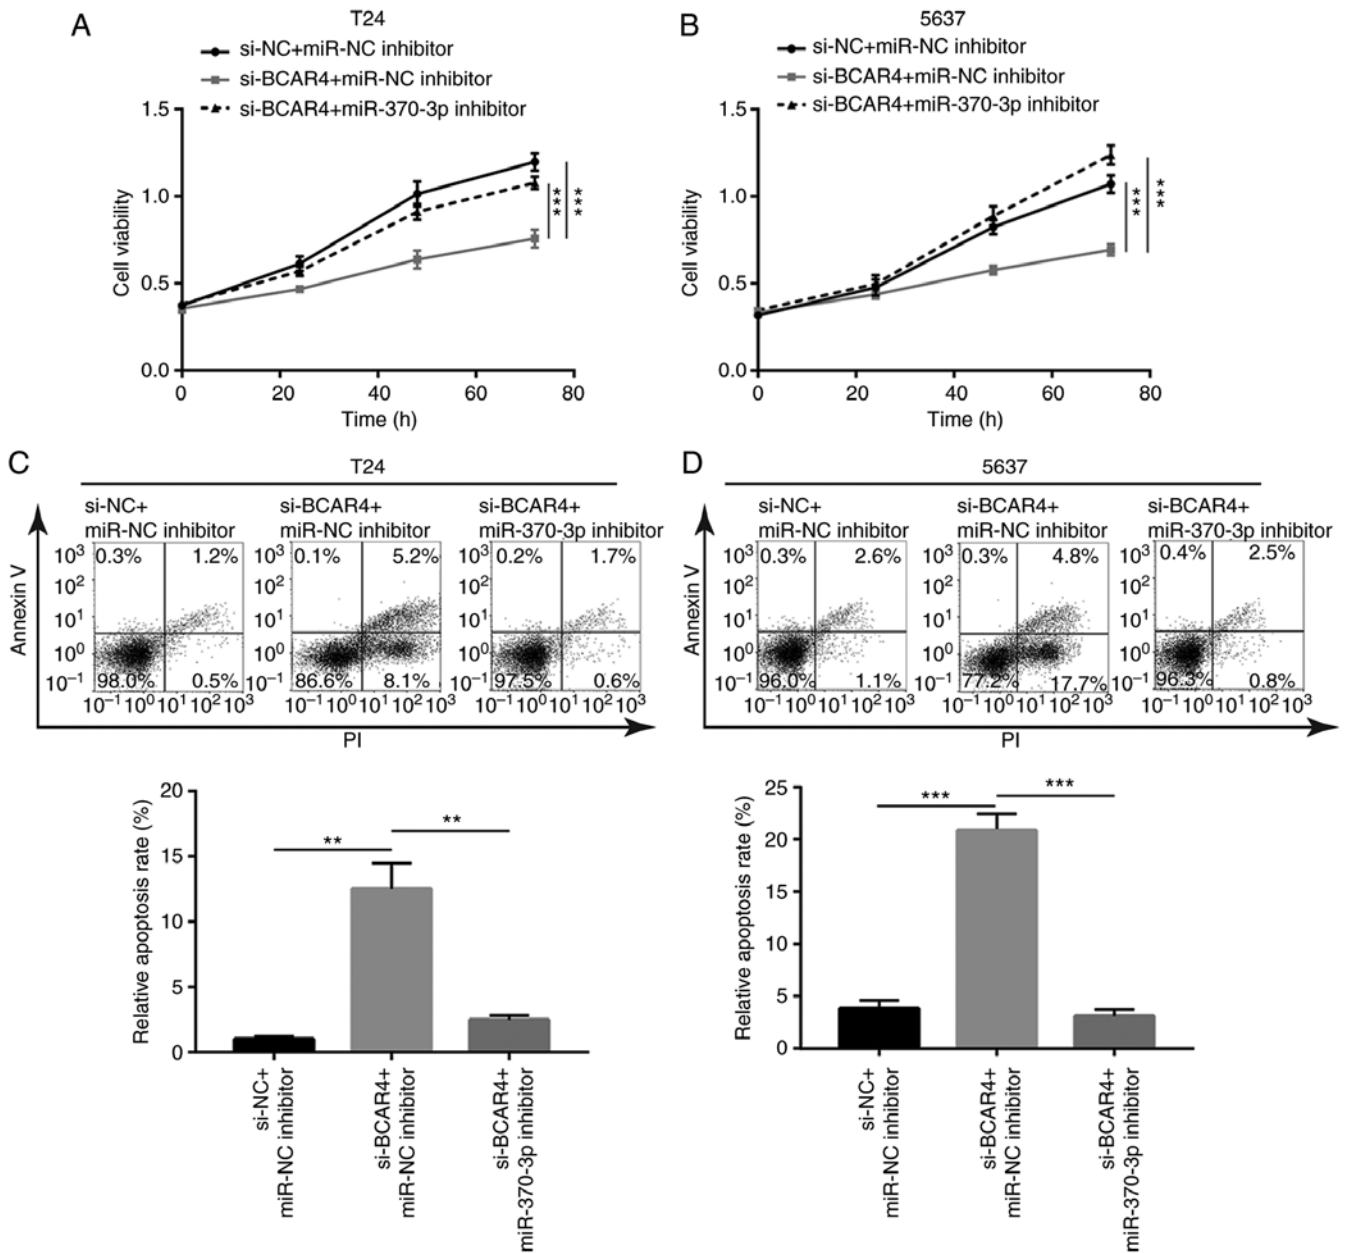 A
T24
si-NC+miR-NC inhibitor
si-BCAR4+miR-NC inhibitor
si-BCAR4+miR-370-3p inhibitor
1.5
1.0
0.5
0.0
Cell viability
0 20 40 60 80
Time (h)
***
***
B
5637
si-NC+miR-NC inhibitor
si-BCAR4+miR-NC inhibitor
si-BCAR4+miR-370-3p inhibitor
1.5
1.0
0.5
0.0
Cell viability
0 20 40 60 80
Time (h)
***
***
C
T24
si-NC+
miR-NC inhibitor
si-BCAR4+
miR-NC inhibitor
si-BCAR4+
miR-370-3p inhibitor
Annexin V
10³ 0.3% 1.2%
10²
10¹
10⁰
10⁻¹ 98.0% 0.5%
10⁻¹ 10⁰ 10¹ 10² 10³
10³ 0.1% 5.2%
10²
10¹
10⁰
10⁻¹ 86.6% 8.1%
10⁻¹ 10⁰ 10¹ 10² 10³
10³ 0.2% 1.7%
10²
10¹
10⁰
10⁻¹ 97.5% 0.6%
10⁻¹ 10⁰ 10¹ 10² 10³
PI
D
5637
si-NC+
miR-NC inhibitor
si-BCAR4+
miR-NC inhibitor
si-BCAR4+
miR-370-3p inhibitor
Annexin V
10³ 0.3% 2.6%
10²
10¹
10⁰
10⁻¹ 96.0% 1.1%
10⁻¹ 10⁰ 10¹ 10² 10³
10³ 0.3% 4.8%
10²
10¹
10⁰
10⁻¹ 77.2% 17.7%
10⁻¹ 10⁰ 10¹ 10² 10³
10³ 0.4% 2.5%
10²
10¹
10⁰
10⁻¹ 96.3% 0.8%
10⁻¹ 10⁰ 10¹ 10² 10³
PI
Relative apoptosis rate (%)
20
15
10
5
0
**
**
si-NC+
miR-NC inhibitor
si-BCAR4+
miR-NC inhibitor
si-BCAR4+
miR-370-3p inhibitor
Relative apoptosis rate (%)
25
20
15
10
5
0
***
***
si-NC+
miR-NC inhibitor
si-BCAR4+
miR-NC inhibitor
si-BCAR4+
miR-370-3p inhibitor